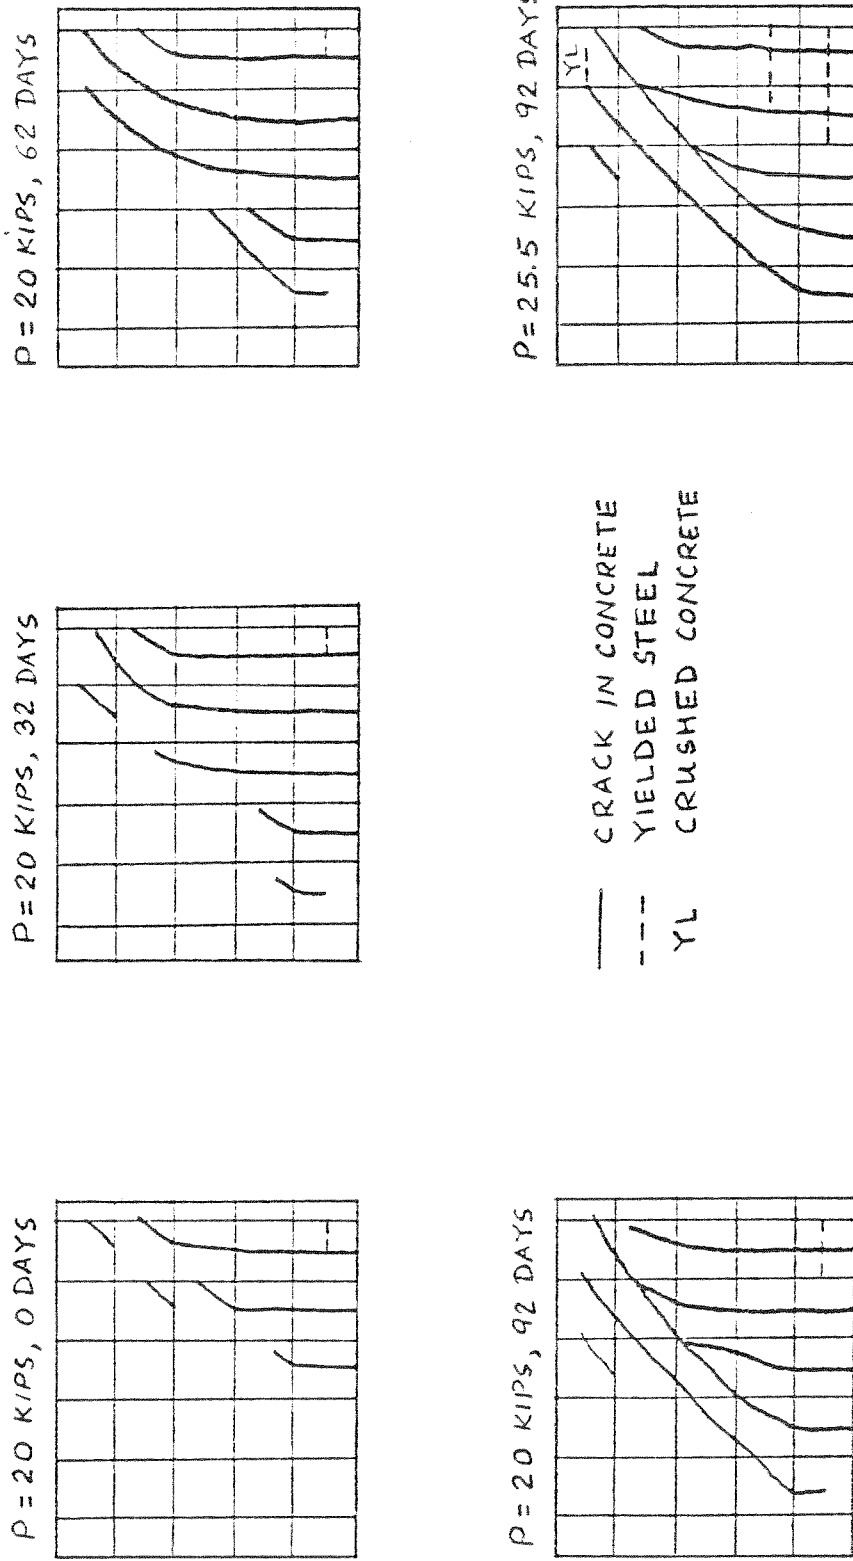 P = 20 KIPS, 0 DAYS
P = 20 KIPS, 32 DAYS
P = 20 KIPS, 62 DAYS
P = 20 KIPS, 92 DAYS
P = 25.5 KIPS, 92 DAYS
YL
—— CRACK IN CONCRETE
--- YIELDED STEEL
YL CRUSHED CONCRETE